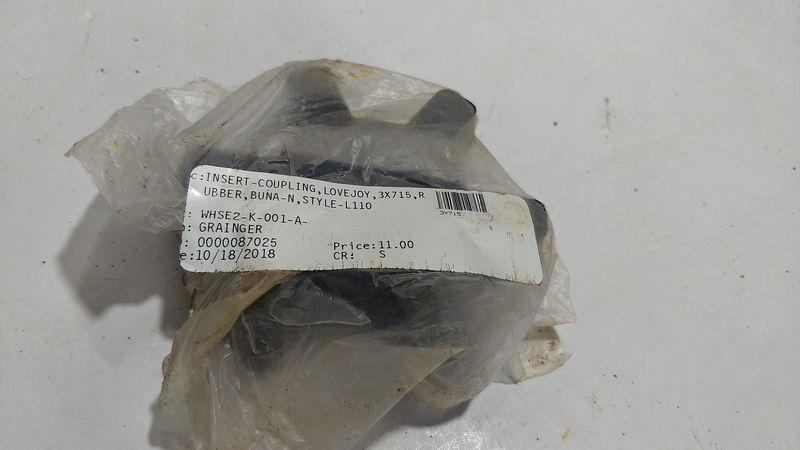 c:INSERT-COUPLING,LOVEJOY,3X715,R
UBBER,BUNA-N,STYLE-L110
3X715
: WHSE2-K-001-A-
: GRAINGER
: 0000087025 Price:11.00
e:10/18/2018 CR: S